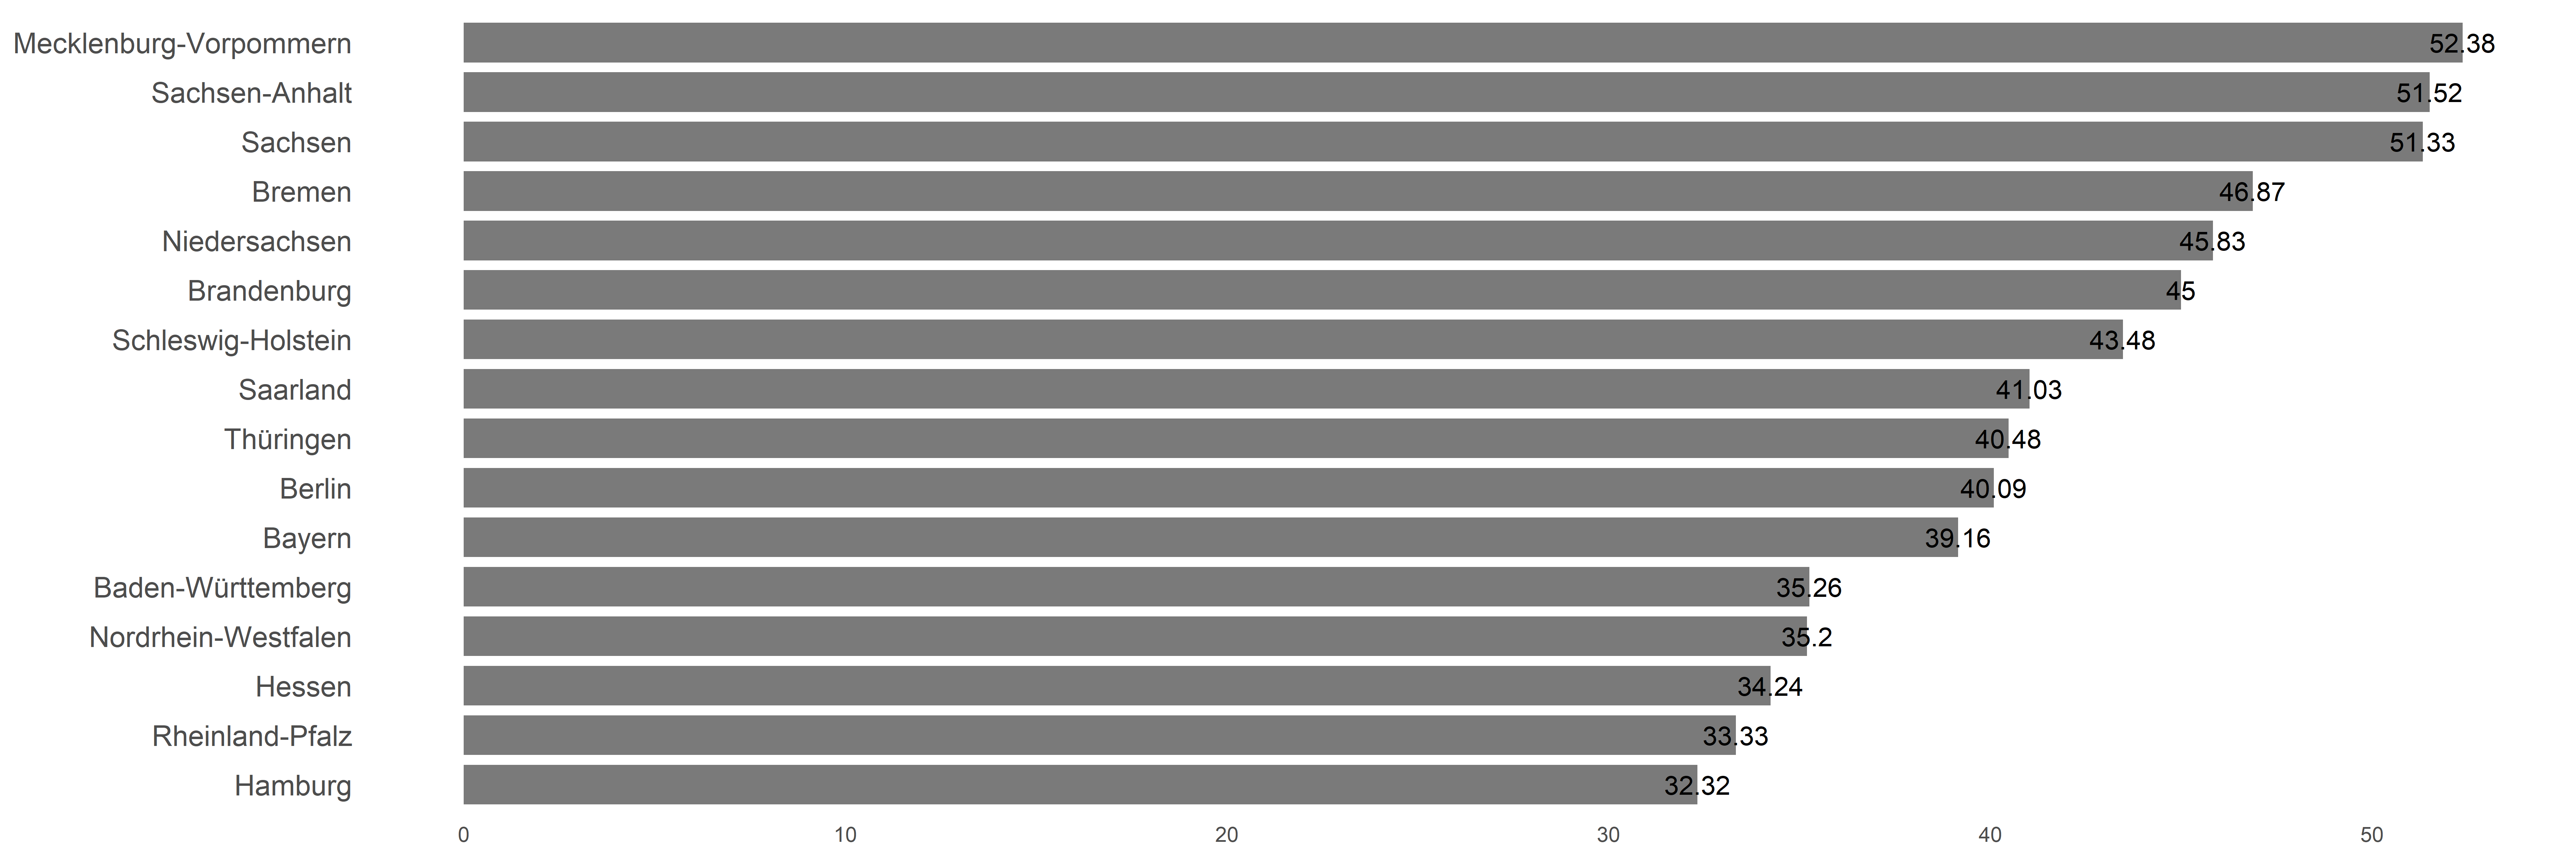 Mecklenburg-Vorpommern 52.38
Sachsen-Anhalt 51.52
Sachsen 51.33
Bremen 46.87
Niedersachsen 45.83
Brandenburg 45
Schleswig-Holstein 43.48
Saarland 41.03
Thüringen 40.48
Berlin 40.09
Bayern 39.16
Baden-Württemberg 35.26
Nordrhein-Westfalen 35.2
Hessen 34.24
Rheinland-Pfalz 33.33
Hamburg 32.32
0 10 20 30 40 50